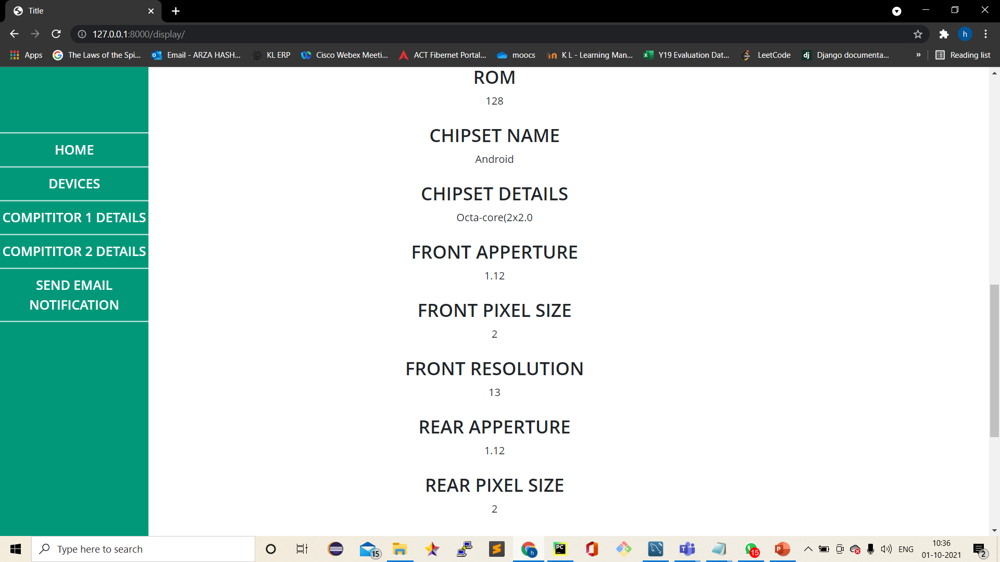 Title
127.0.0.1:8000/display/
h
Apps
The Laws of the Spi...
Email - ARZA HASH...
KL ERP
Cisco Webex Meeti...
ACT Fibernet Portal...
moocs
K L - Learning Man...
Y19 Evaluation Dat...
LeetCode
dj
Django documenta...
»
Reading list
HOME
DEVICES
COMPITITOR 1 DETAILS
COMPITITOR 2 DETAILS
SEND EMAIL
NOTIFICATION
ROM
128
CHIPSET NAME
Android
CHIPSET DETAILS
Octa-core(2x2.0
FRONT APPERTURE
1.12
FRONT PIXEL SIZE
2
FRONT RESOLUTION
13
REAR APPERTURE
1.12
REAR PIXEL SIZE
2
Type here to search
15
h
PC
15
ENG
10:36
01-10-2021
2